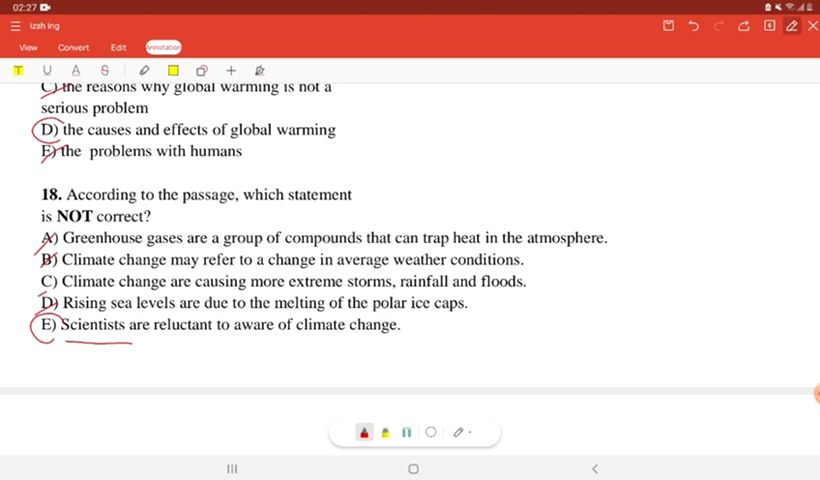 02:27
izah ing
View Convert Edit Annotation
T U A S
C) the reasons why global warming is not a
serious problem
D) the causes and effects of global warming
E) the problems with humans
18. According to the passage, which statement
is NOT correct?
A) Greenhouse gases are a group of compounds that can trap heat in the atmosphere.
B) Climate change may refer to a change in average weather conditions.
C) Climate change are causing more extreme storms, rainfall and floods.
D) Rising sea levels are due to the melting of the polar ice caps.
E) Scientists are reluctant to aware of climate change.